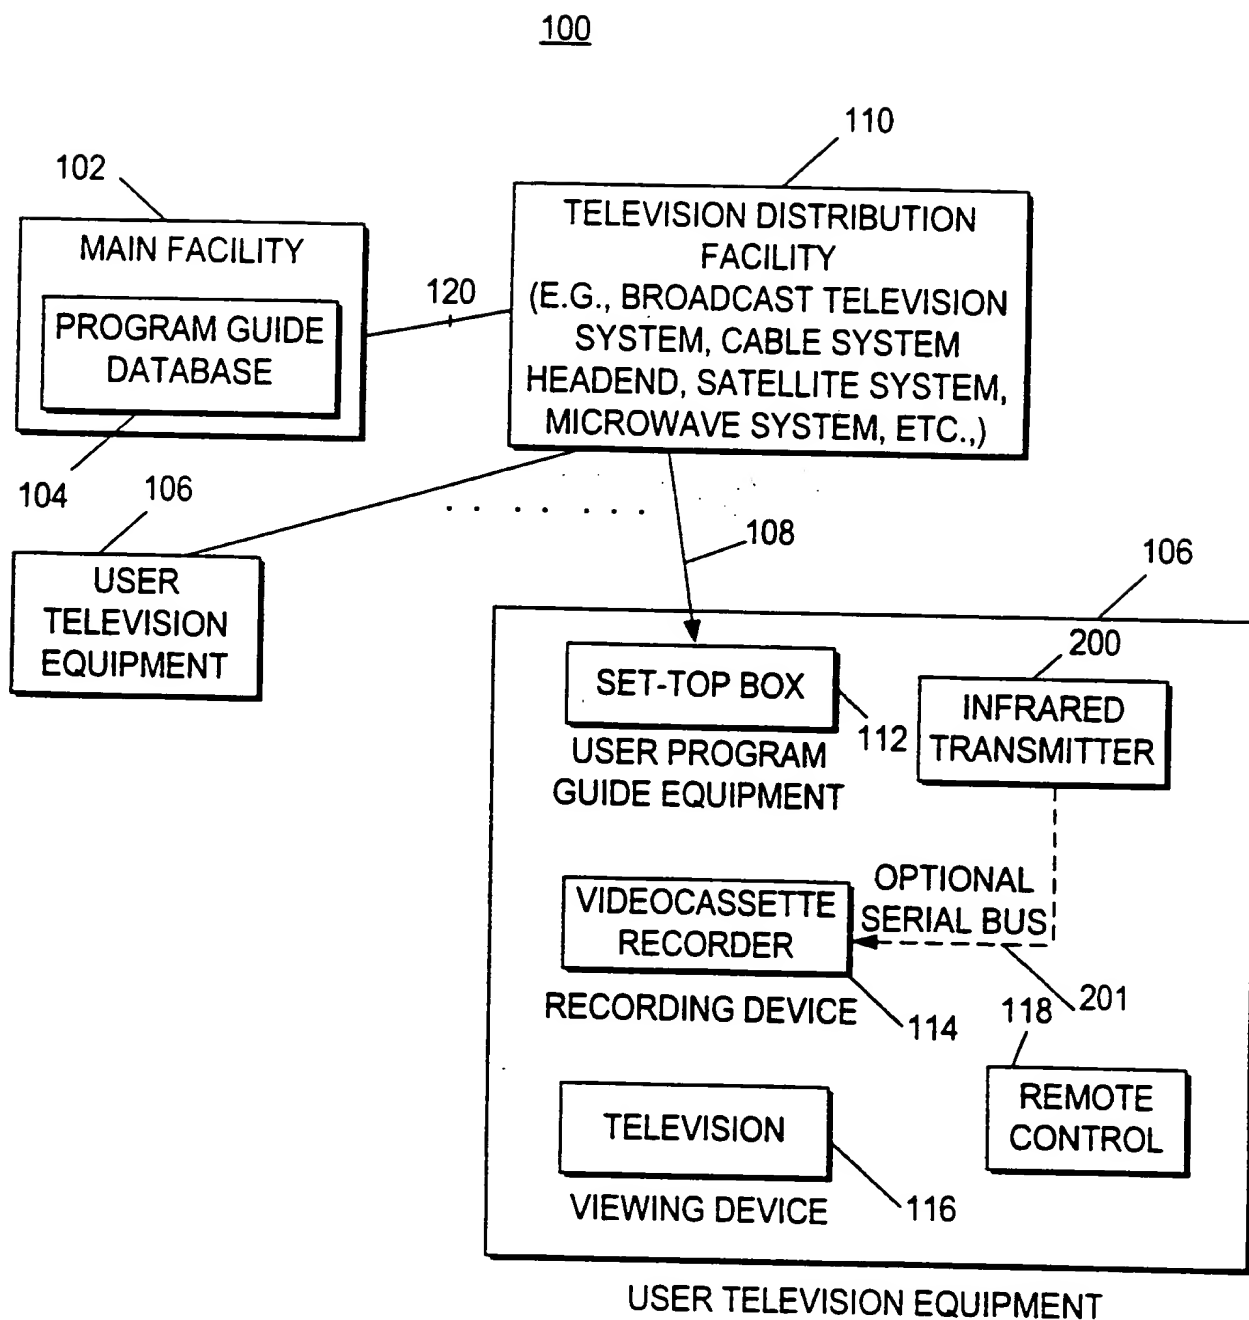 100
110
102
TELEVISION DISTRIBUTION
FACILITY
(E.G., BROADCAST TELEVISION
SYSTEM, CABLE SYSTEM
HEADEND, SATELLITE SYSTEM,
MICROWAVE SYSTEM, ETC.,)
MAIN FACILITY
PROGRAM GUIDE
DATABASE
120
104
106
108
USER
TELEVISION
EQUIPMENT
106
200
SET-TOP BOX
112
USER PROGRAM
GUIDE EQUIPMENT
INFRARED
TRANSMITTER
OPTIONAL
SERIAL BUS
VIDEOCASSETTE
RECORDER
RECORDING DEVICE
114
201
118
REMOTE
CONTROL
TELEVISION
116
VIEWING DEVICE
USER TELEVISION EQUIPMENT